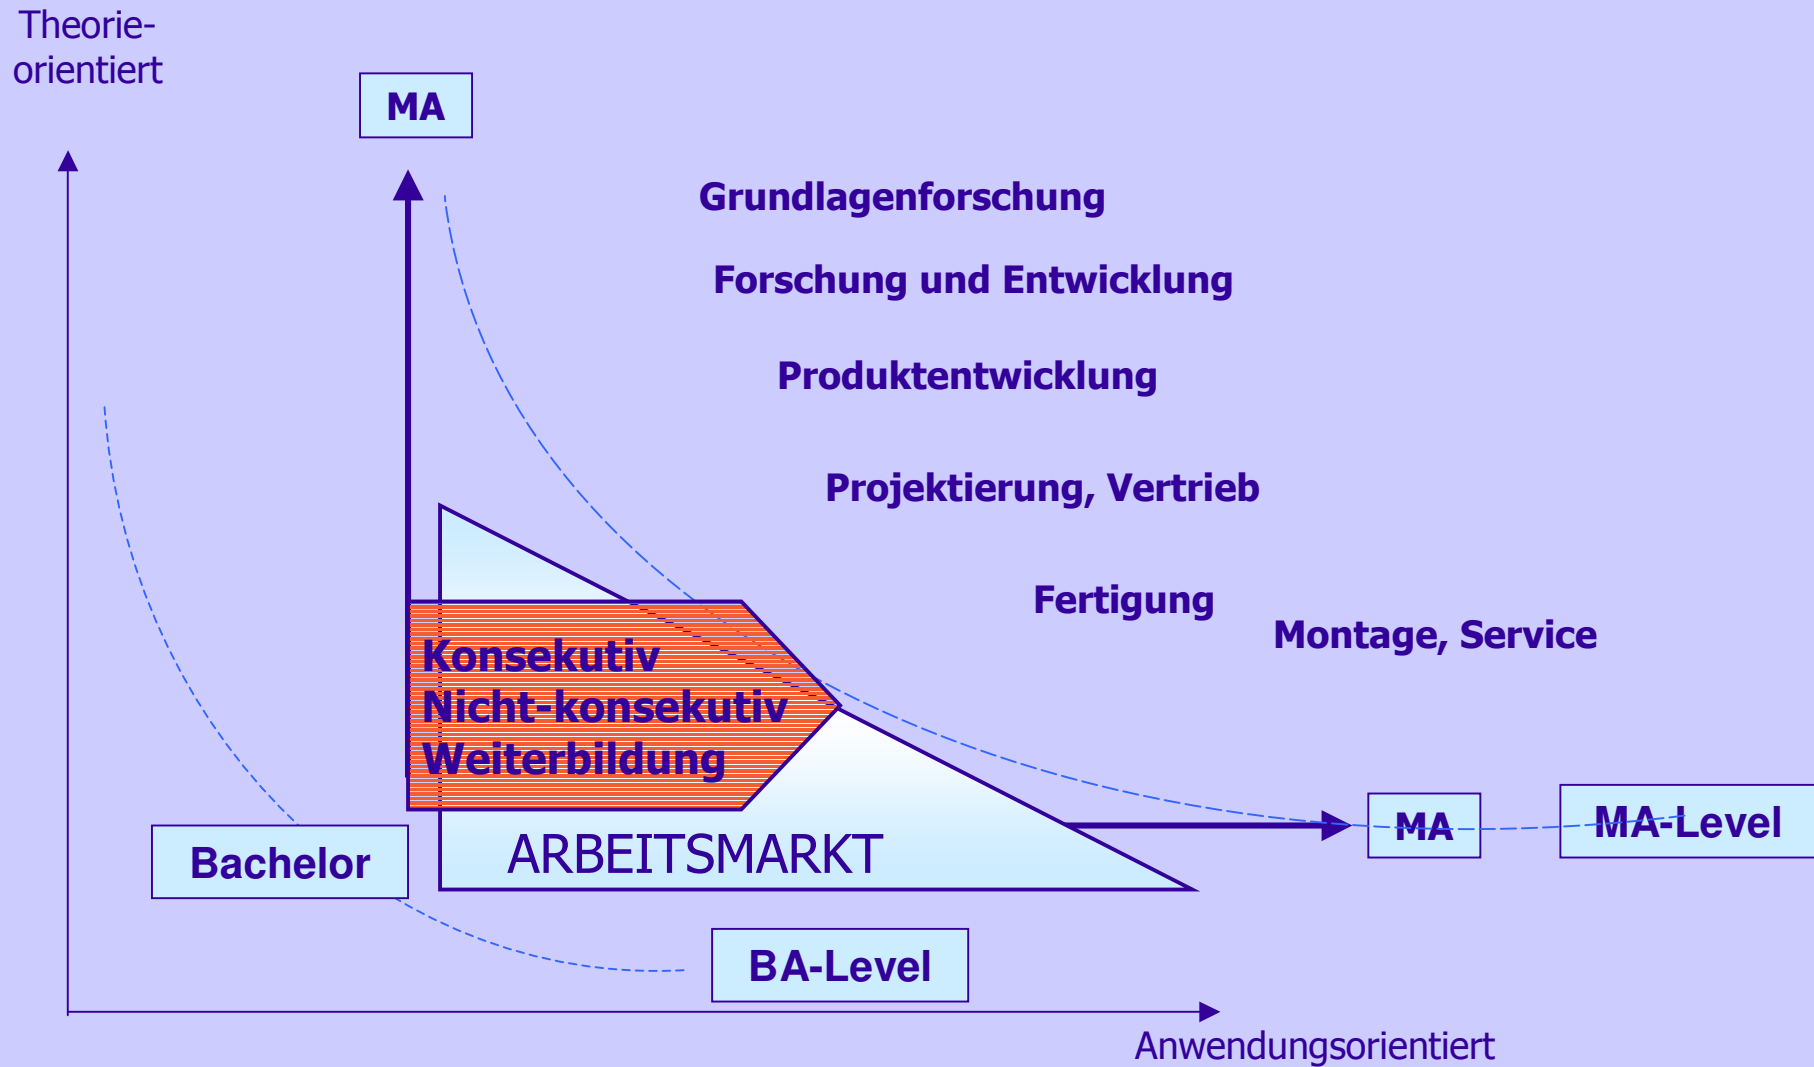 Theorie-
orientiert
MA
Grundlagenforschung
Forschung und Entwicklung
Produktentwicklung
Projektierung, Vertrieb
Fertigung
Montage, Service
Konsekutiv
Nicht-konsekutiv
Weiterbildung
MA
MA-Level
ARBEITSMARKT
Bachelor
BA-Level
Anwendungsorientiert